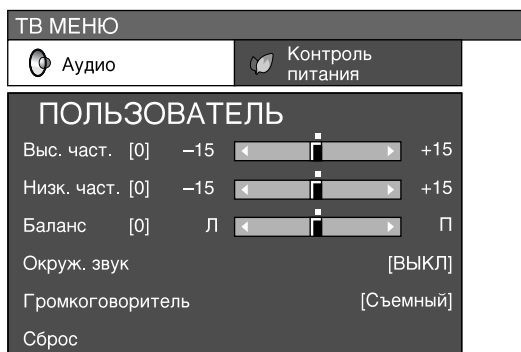 ТВ МЕНЮ
Аудио
Контроль
питания
ПОЛЬЗОВАТЕЛЬ
Выс. част. [0] –15 +15
Низк. част. [0] –15 +15
Баланс [0] Л П
Окруж. звук [ВЫКЛ]
Громкоговоритель [Съемный]
Сброс